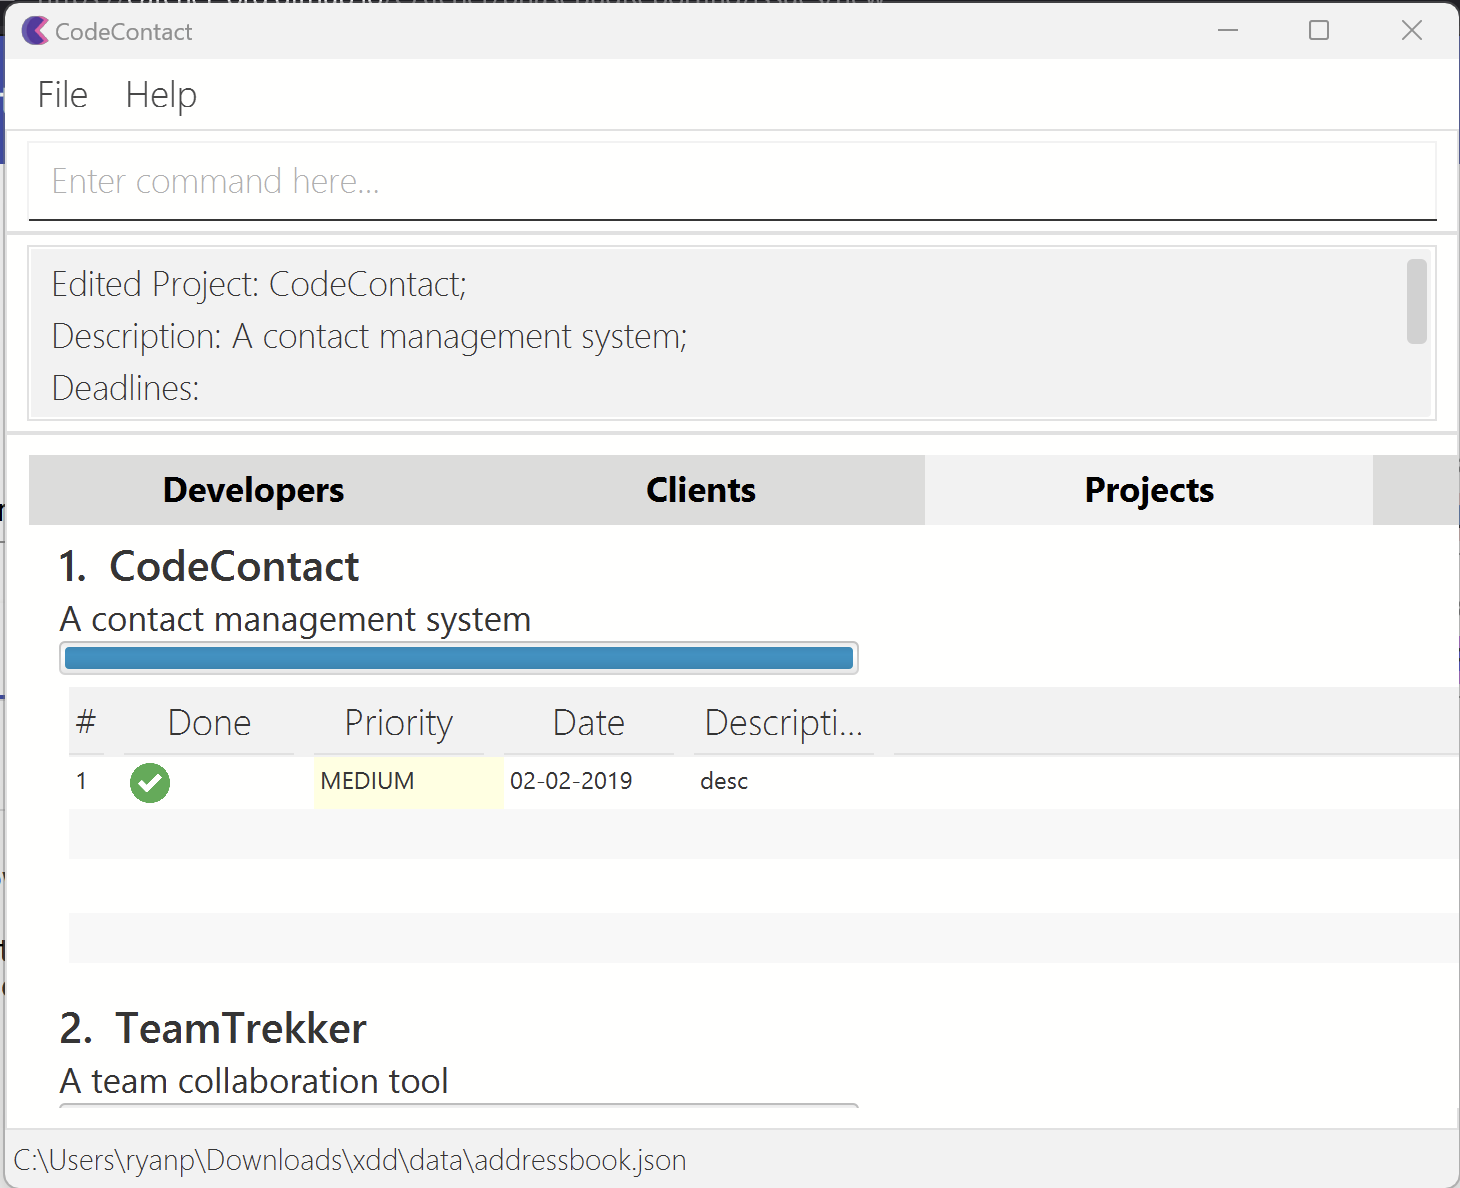 CodeContact
File Help
Enter command here...
Edited Project: CodeContact;
Description: A contact management system;
Deadlines:
Developers Clients Projects
1. CodeContact
A contact management system
# Done Priority Date Descripti...
1 MEDIUM 02-02-2019 desc
2. TeamTrekker
A team collaboration tool
C:\Users\ryanp\Downloads\xdd\data\addressbook.json